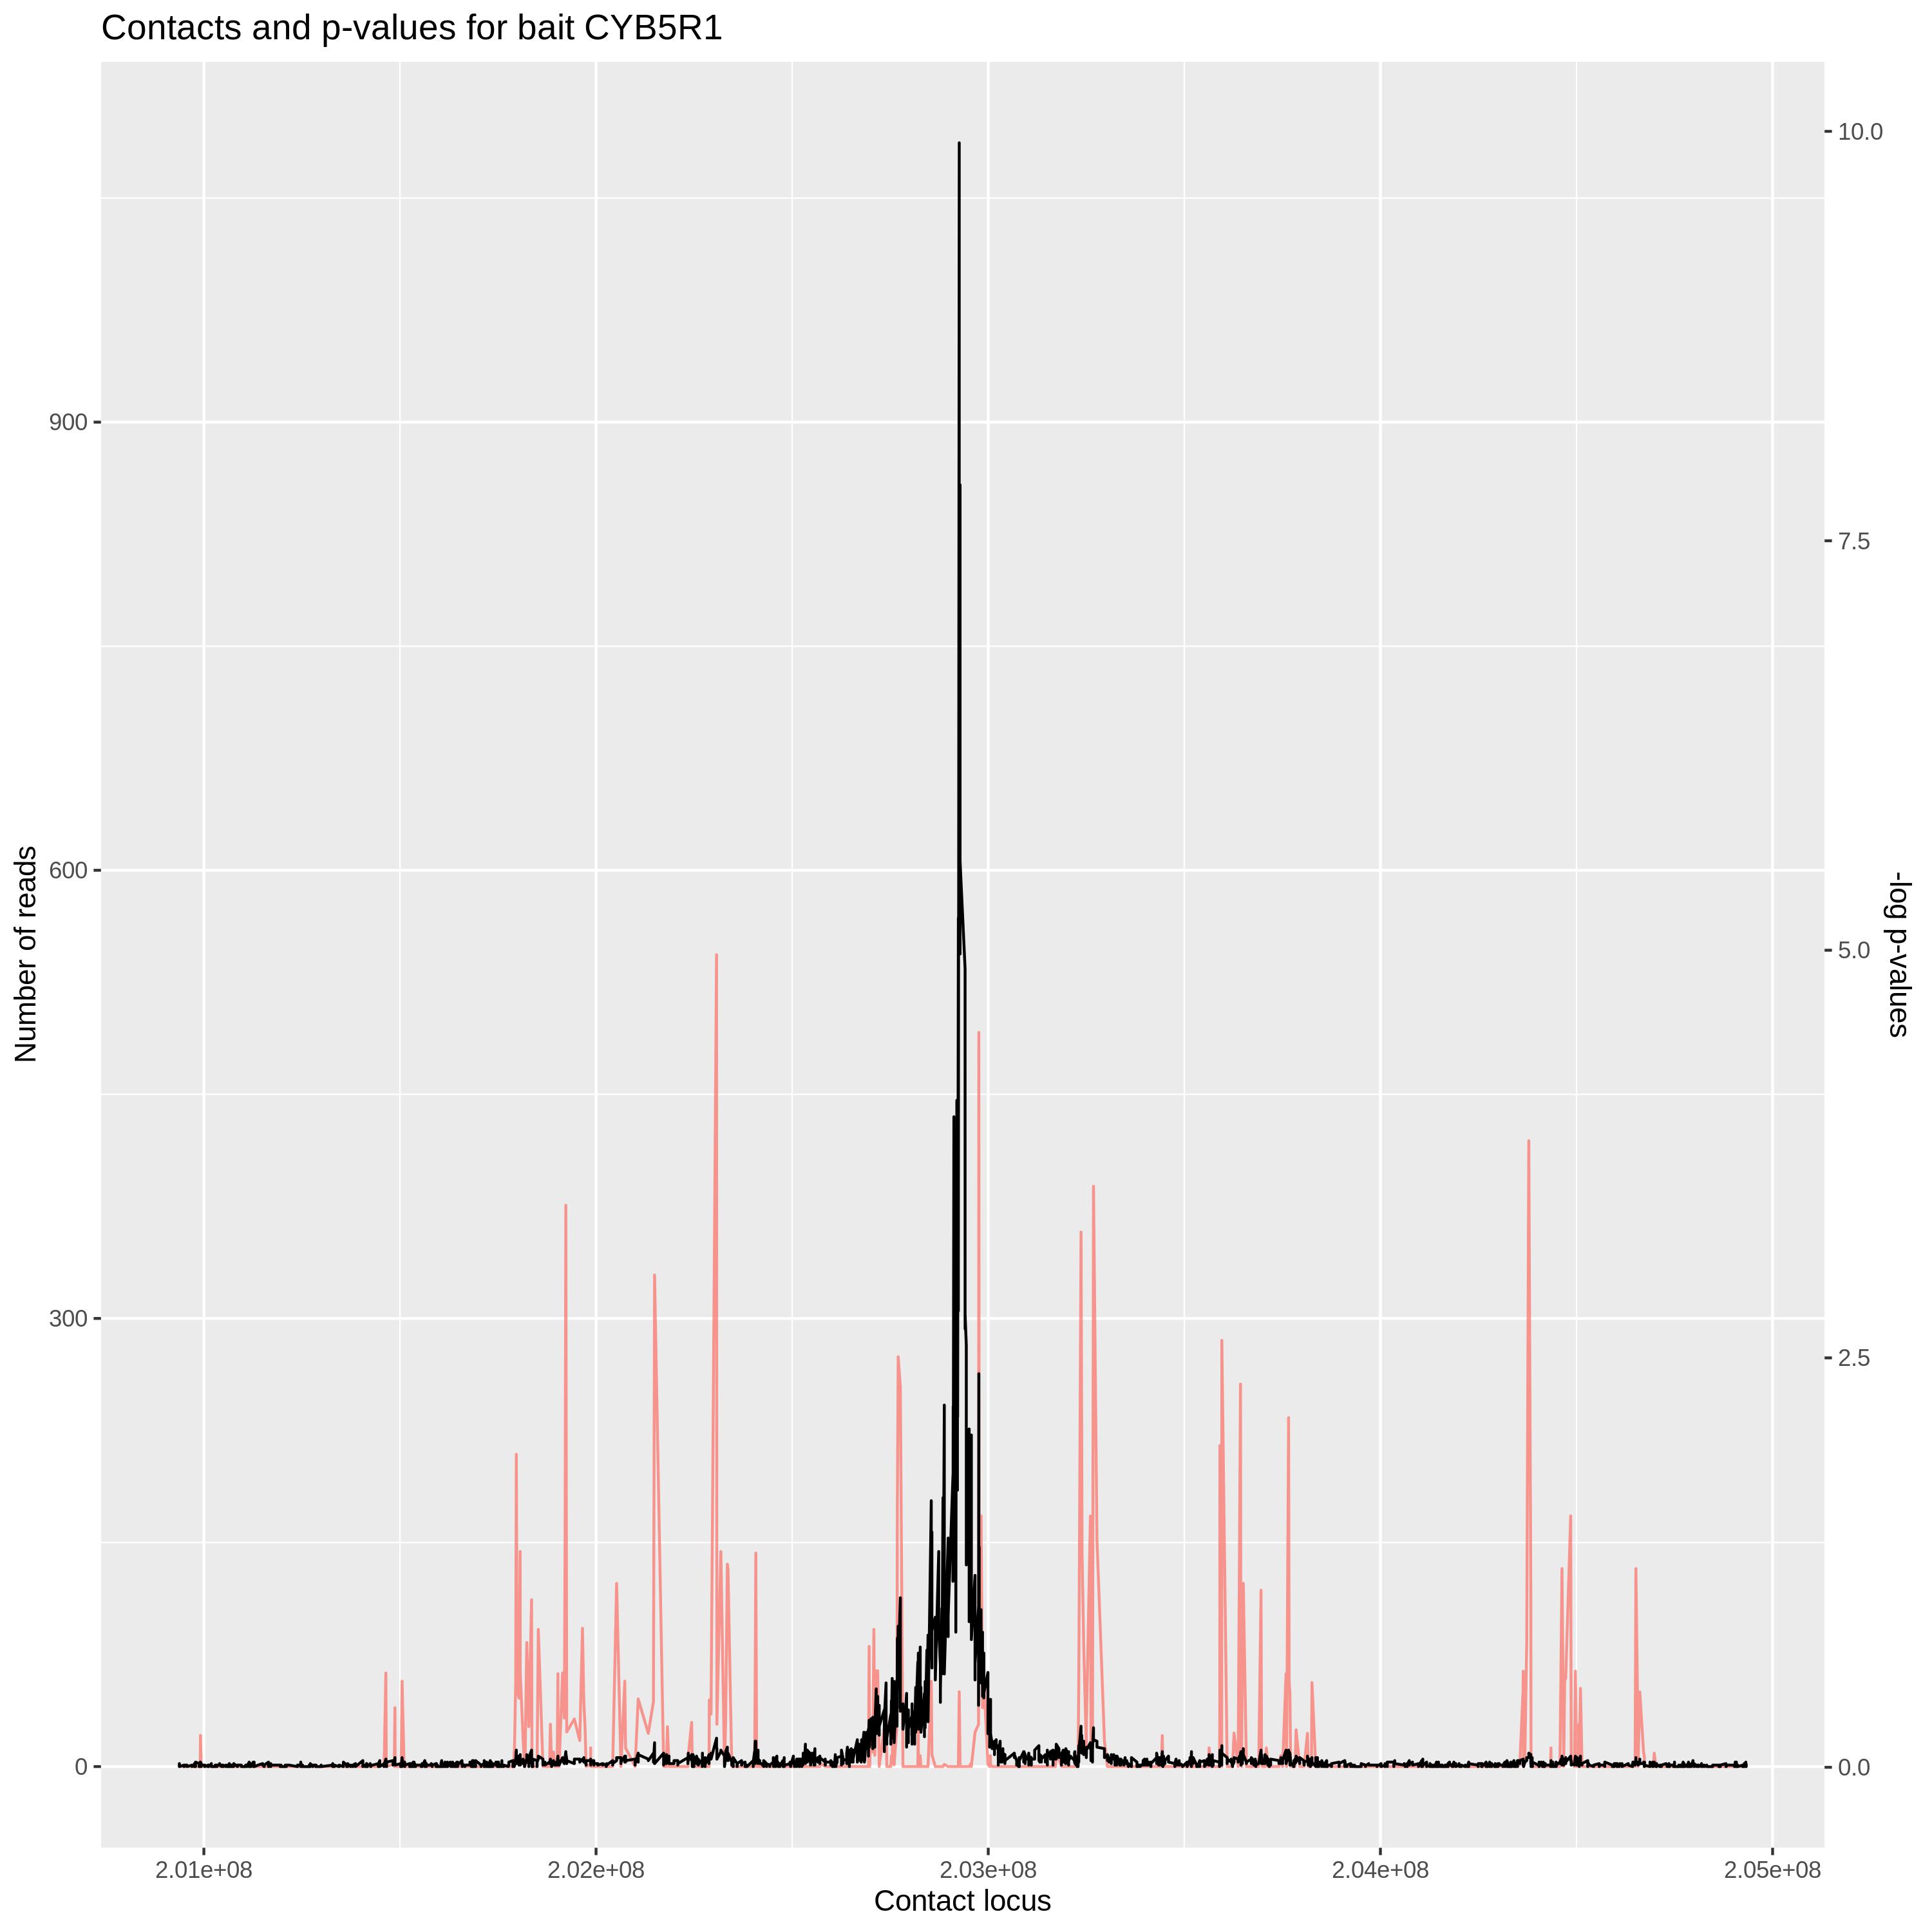 Contacts and p-values for bait CYB5R1
Number of reads
900
600
300
0
10.0
7.5
5.0
2.5
0.0
-log p-values
2.01e+08
2.02e+08
2.03e+08
2.04e+08
2.05e+08
Contact locus